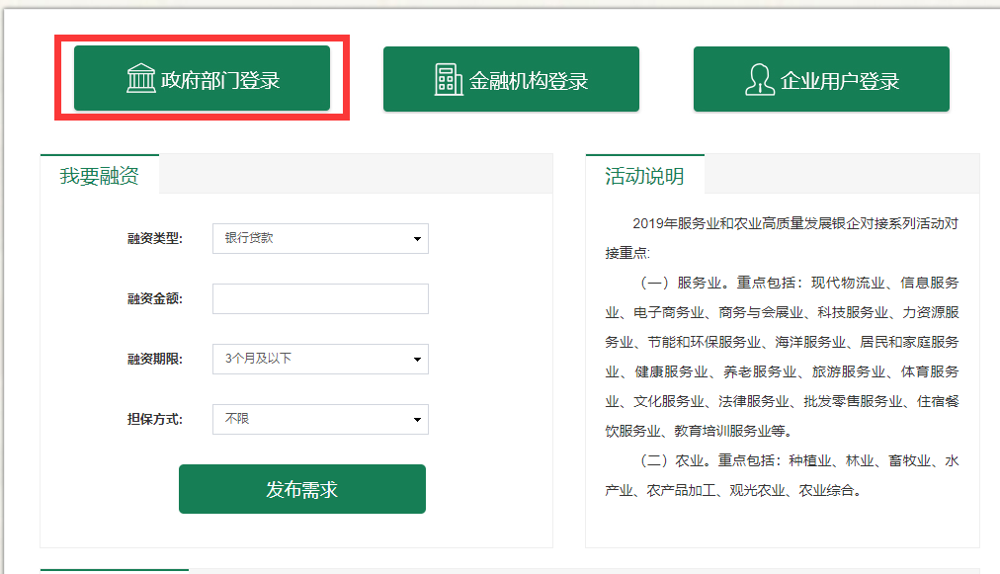 政府部门登录
金融机构登录
企业用户登录
我要融资
融资类型:
银行贷款
融资金额:
融资期限:
3个月及以下
担保方式:
不限
发布需求
活动说明
2019年服务业和农业高质量发展银企对接系列活动对
接重点:
（一）服务业。重点包括：现代物流业、信息服务
业、电子商务业、商务与会展业、科技服务业、力资源服
务业、节能和环保服务业、海洋服务业、居民和家庭服务
业、健康服务业、养老服务业、旅游服务业、体育服务
业、文化服务业、法律服务业、批发零售服务业、住宿餐
饮服务业、教育培训服务业等。
（二）农业。重点包括：种植业、林业、畜牧业、水
产业、农产品加工、观光农业、农业综合。